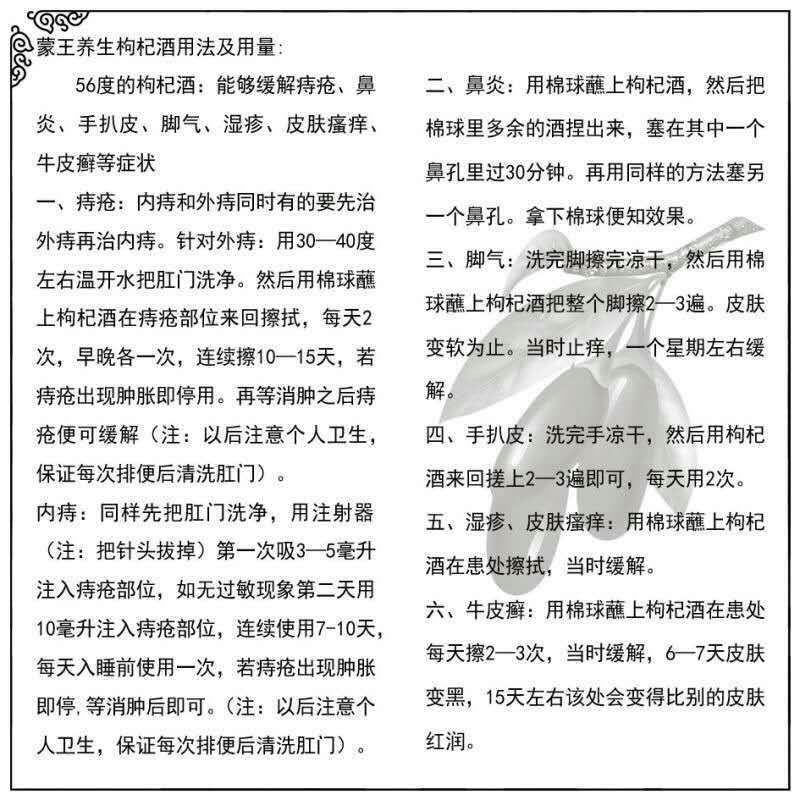 蒙王养生枸杞酒用法及用量:
56度的枸杞酒：能够缓解痔疮、鼻
炎、手扒皮、脚气、湿疹、皮肤瘙痒、
牛皮癣等症状
一、痔疮：内痔和外痔同时有的要先治
外痔再治内痔。针对外痔：用30—40度
左右温开水把肛门洗净。然后用棉球蘸
上枸杞酒在痔疮部位来回擦拭，每天2
次，早晚各一次，连续擦10—15天，若
痔疮出现肿胀即停用。再等消肿之后痔
疮便可缓解（注：以后注意个人卫生，
保证每次排便后清洗肛门）。
内痔：同样先把肛门洗净，用注射器
（注：把针头拔掉）第一次吸3—5毫升
注入痔疮部位，如无过敏现象第二天用
10毫升注入痔疮部位，连续使用7-10天，
每天入睡前使用一次，若痔疮出现肿胀
即停,等消肿后即可。（注：以后注意个
人卫生，保证每次排便后清洗肛门）。
二、鼻炎：用棉球蘸上枸杞酒，然后把
棉球里多余的酒捏出来，塞在其中一个
鼻孔里过30分钟。再用同样的方法塞另
一个鼻孔。拿下棉球便知效果。
三、脚气：洗完脚擦完凉干，然后用棉
球蘸上枸杞酒把整个脚擦2—3遍。皮肤
变软为止。当时止痒，一个星期左右缓
解。
四、手扒皮：洗完手凉干，然后用枸杞
酒来回搓上2—3遍即可，每天用2次。
五、湿疹、皮肤瘙痒：用棉球蘸上枸杞
酒在患处擦拭，当时缓解。
六、牛皮癣：用棉球蘸上枸杞酒在患处
每天擦2—3次，当时缓解，6—7天皮肤
变黑，15天左右该处会变得比别的皮肤
红润。